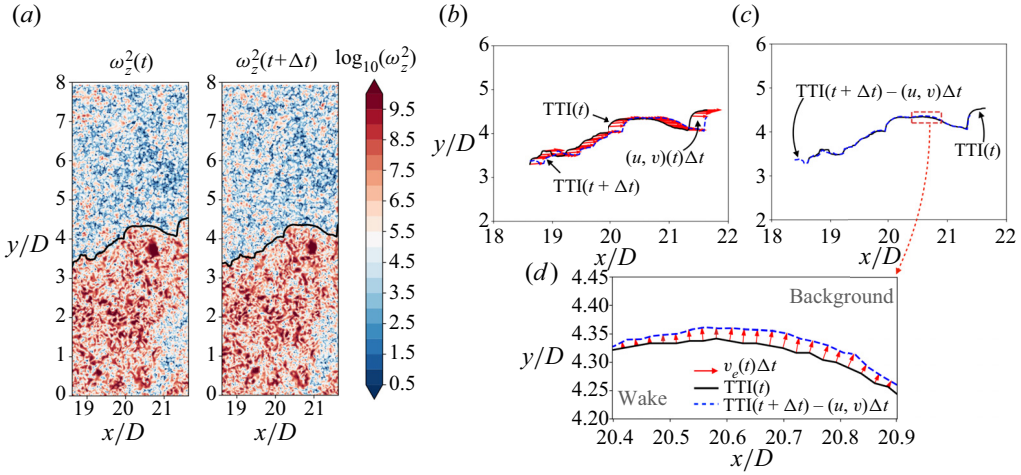 (a)
ω_z^2(t)
ω_z^2(t+Δt)
log10(ω_z^2)
8
7
6
5
4
3
2
1
0
y/D
19
20
21
x/D
19
20
21
x/D
9.5
8.5
7.5
6.5
5.5
4.5
3.5
2.5
1.5
0.5
(b)
6
5
4
3
2
y/D
TTI(t)
(u, v)(t)Δt
TTI(t + Δt)
18
19
20
21
22
x/D
(c)
6
5
4
3
2
TTI(t + Δt) – (u, v)Δt
TTI(t)
18
19
20
21
22
x/D
(d)
4.45
4.40
4.35
4.30
4.25
4.20
y/D
Background
Wake
v_e(t)Δt
TTI(t)
TTI(t + Δt) – (u, v)Δt
20.4
20.5
20.6
20.7
20.8
20.9
x/D